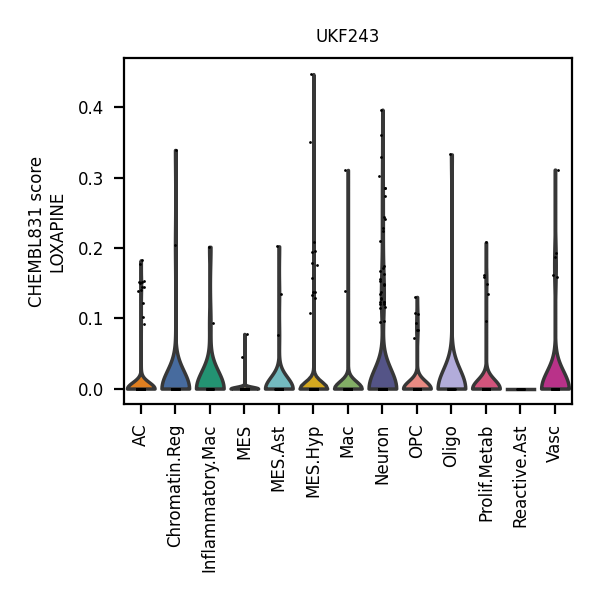 UKF243
CHEMBL831 score
LOXAPINE
0.4
0.3
0.2
0.1
0.0
AC
Chromatin.Reg
Inflammatory.Mac
MES
MES.Ast
MES.Hyp
Mac
Neuron
OPC
Oligo
Prolif.Metab
Reactive.Ast
Vasc